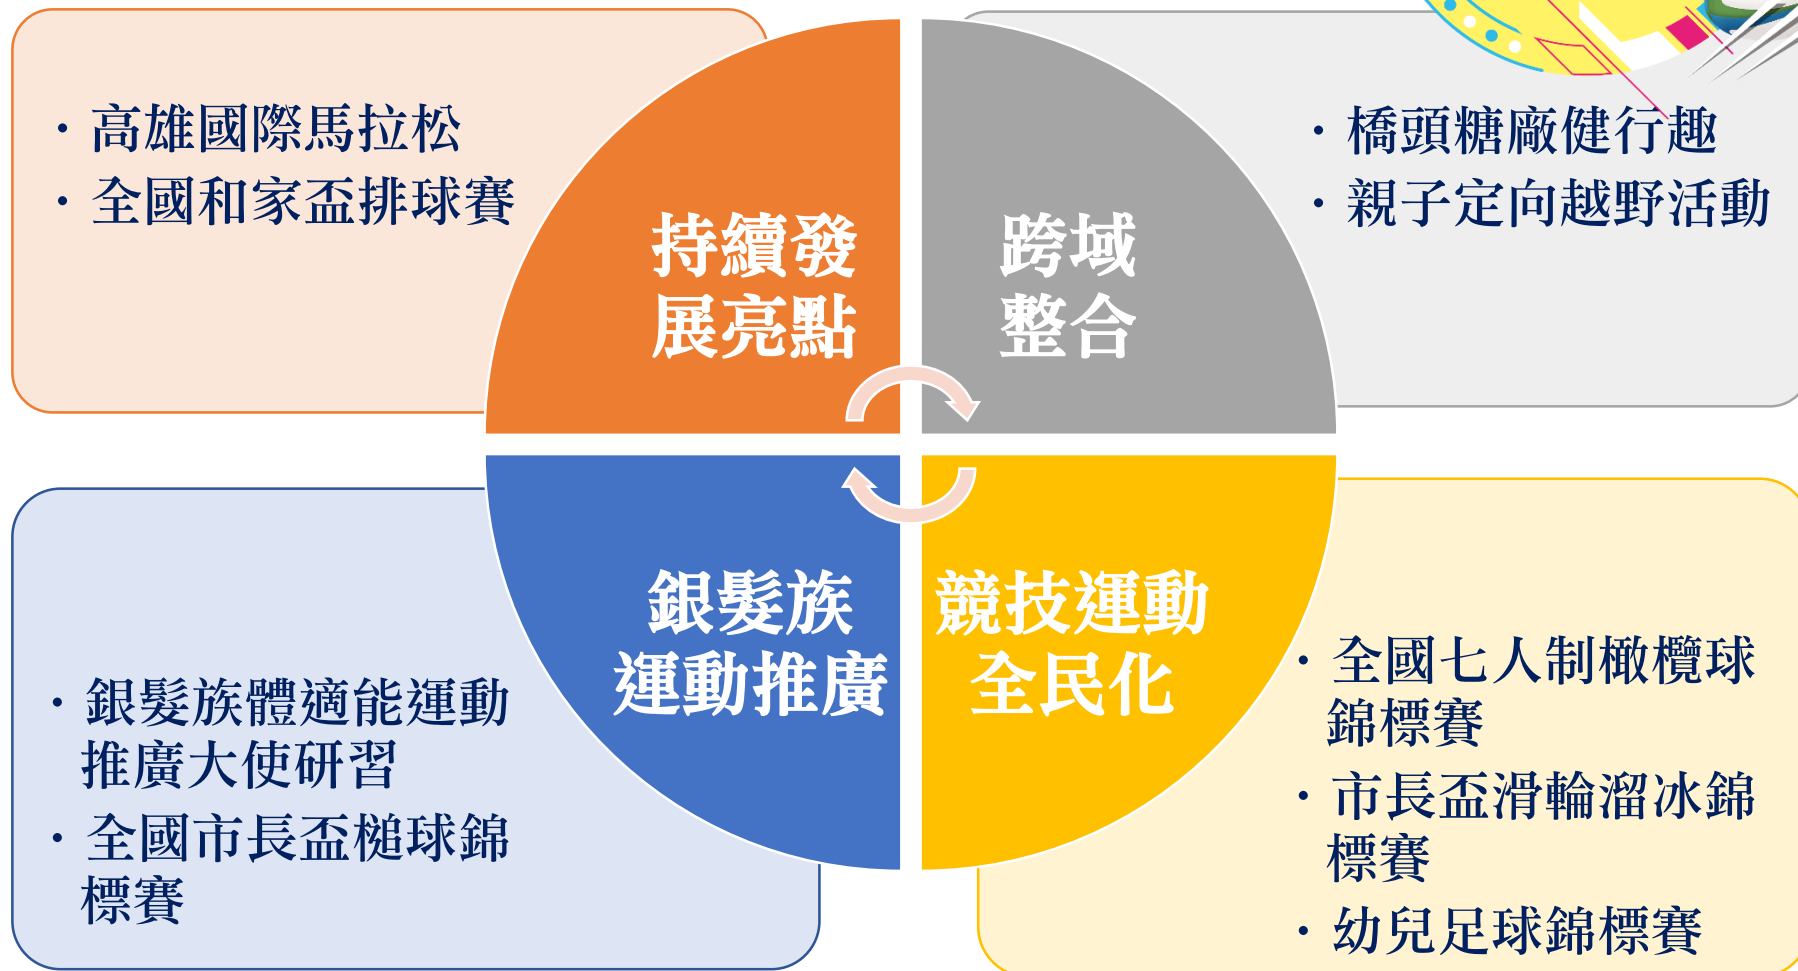 ・高雄國際馬拉松
・全國和家盃排球賽
持續發
展亮點
跨域
整合
・橋頭糖廠健行趣
・親子定向越野活動
・銀髮族體適能運動
推廣大使研習
・全國市長盃槌球錦
標賽
銀髮族
運動推廣
競技運動
全民化
・全國七人制橄欖球
錦標賽
・市長盃滑輪溜冰錦
標賽
・幼兒足球錦標賽